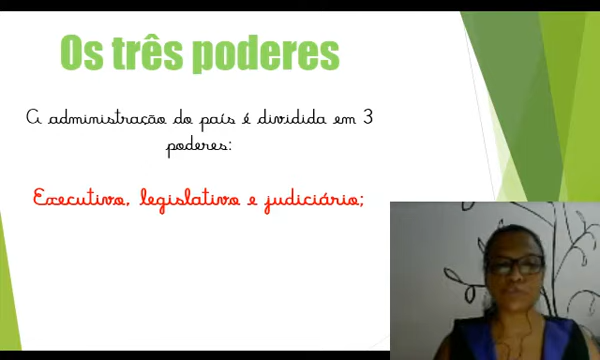 Os três poderes
A administração do país é dividida em 3
poderes:
Executivo, legislativo e judiciário;